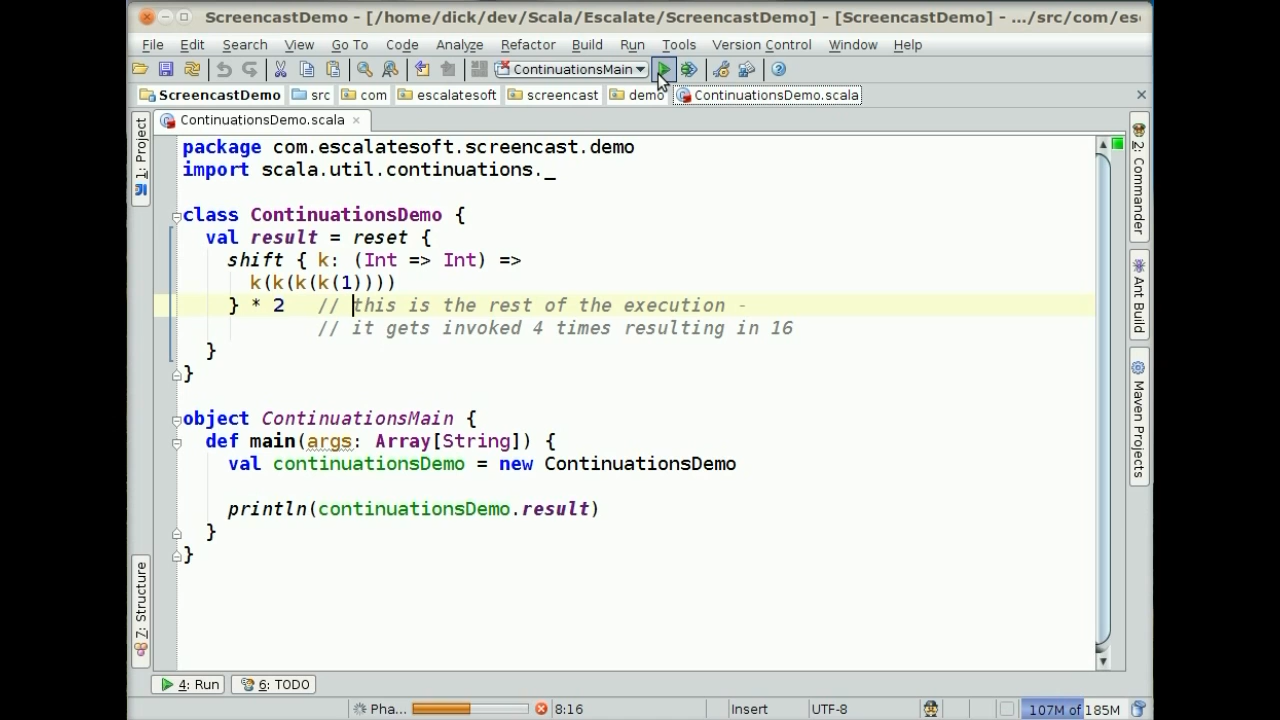 ScreencastDemo - [/home/dick/dev/Scala/Escalate/ScreencastDemo] - [ScreencastDemo] - .../src/com/es
File Edit Search View Go To Code Analyze Refactor Build Run Tools Version Control Window Help
ContinuationsMain
ScreencastDemo src com escalatesoft screencast demo ContinuationsDemo.scala
ContinuationsDemo.scala
1: Project
7: Structure
package com.escalatesoft.screencast.demo
import scala.util.continuations._
class ContinuationsDemo {
val result = reset {
shift { k: (Int => Int) =>
k(k(k(k(1))))
} * 2 // this is the rest of the execution -
// it gets invoked 4 times resulting in 16
}
}
object ContinuationsMain {
def main(args: Array[String]) {
val continuationsDemo = new ContinuationsDemo
println(continuationsDemo.result)
}
}
2: Commander
Ant Build
Maven Projects
4: Run 6: TODO
Pha... 8:16 Insert UTF-8 107M of 185M